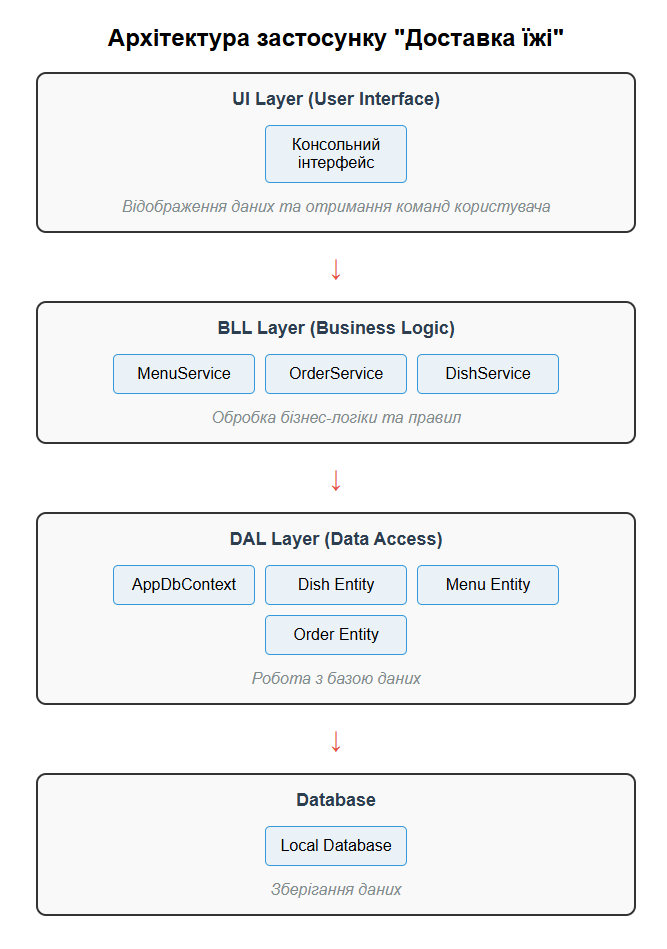 Архітектура застосунку "Доставка їжі"
UI Layer (User Interface)
Консольний
інтерфейс
Відображення даних та отримання команд користувача
↓
BLL Layer (Business Logic)
MenuService OrderService DishService
Обробка бізнес-логіки та правил
↓
DAL Layer (Data Access)
AppDbContext Dish Entity Menu Entity
Order Entity
Робота з базою даних
↓
Database
Local Database
Зберігання даних